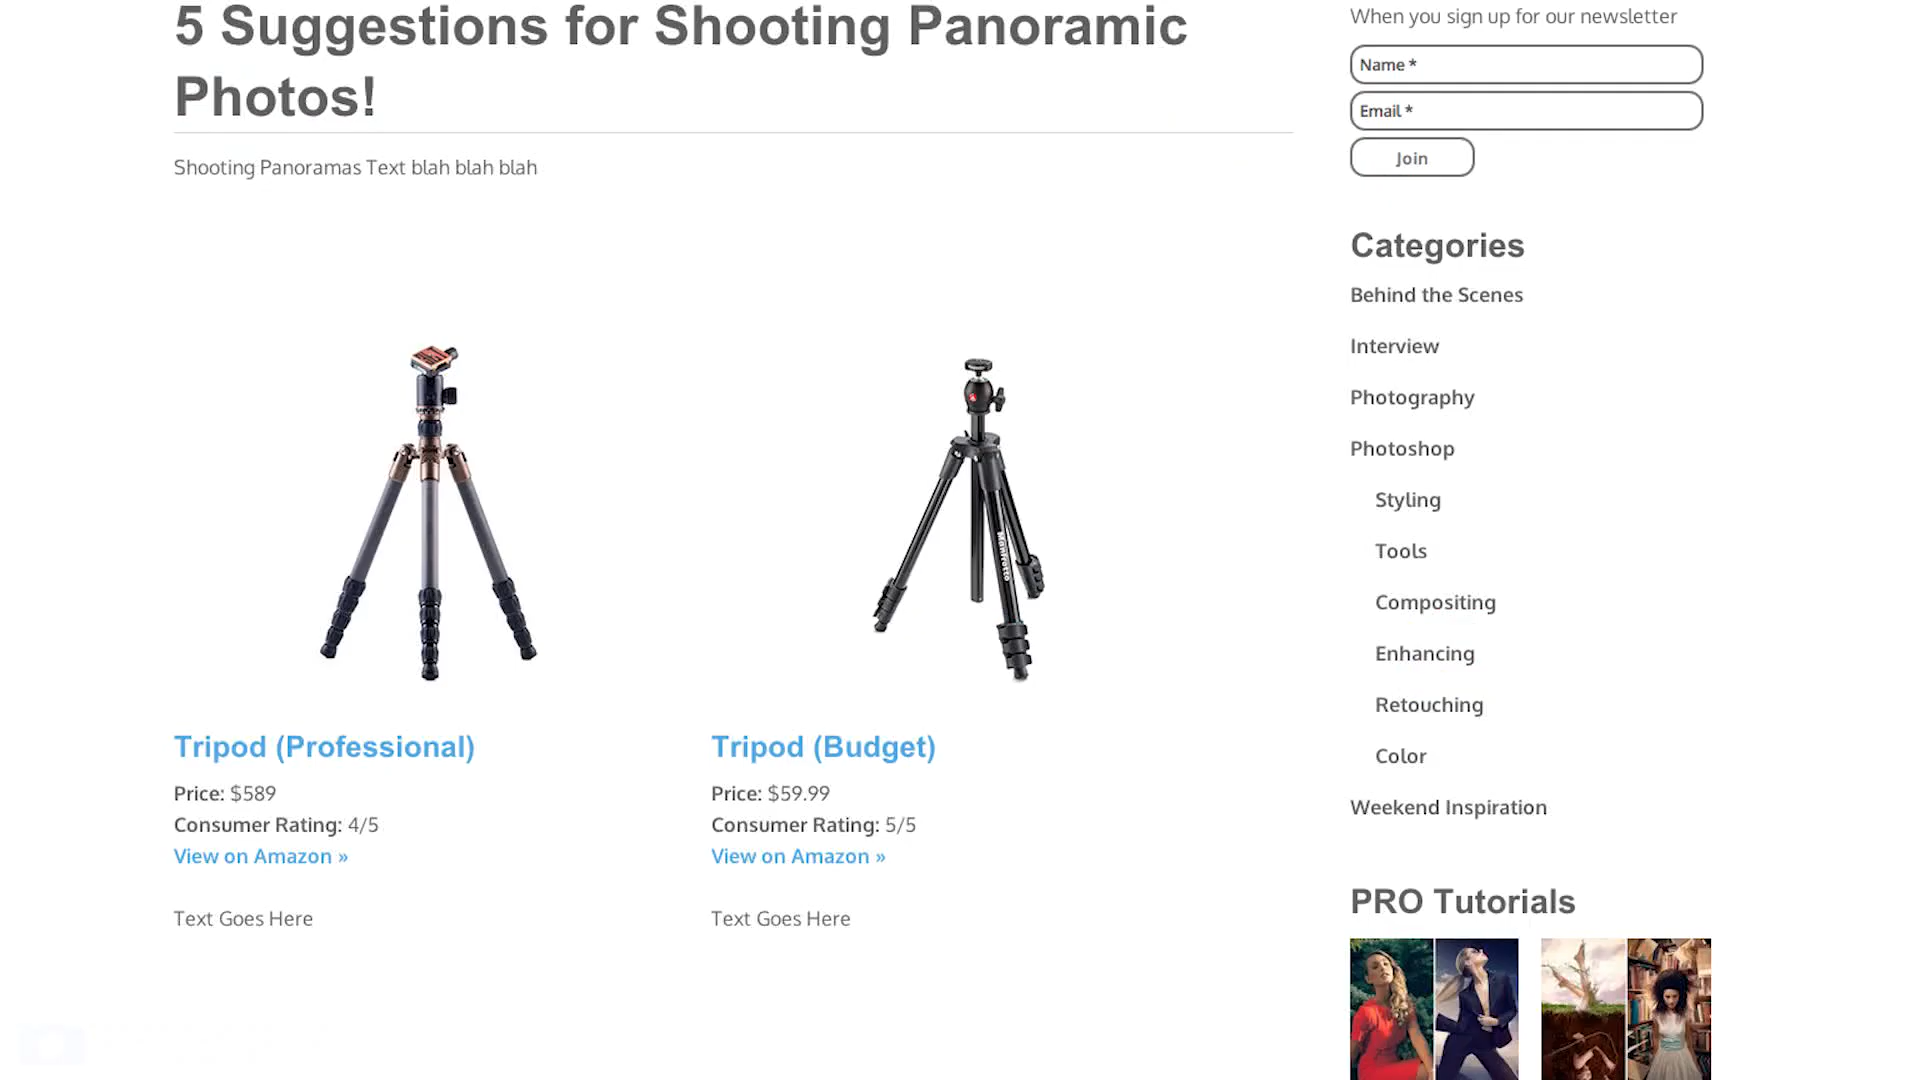 5 Suggestions for Shooting Panoramic
Photos!
Shooting Panoramas Text blah blah blah
Manfrotto
Tripod (Professional)
Price: $589
Consumer Rating: 4/5
View on Amazon »
Text Goes Here
Tripod (Budget)
Price: $59.99
Consumer Rating: 5/5
View on Amazon »
Text Goes Here
When you sign up for our newsletter
Name *
Email *
Join
Categories
Behind the Scenes
Interview
Photography
Photoshop
Styling
Tools
Compositing
Enhancing
Retouching
Color
Weekend Inspiration
PRO Tutorials